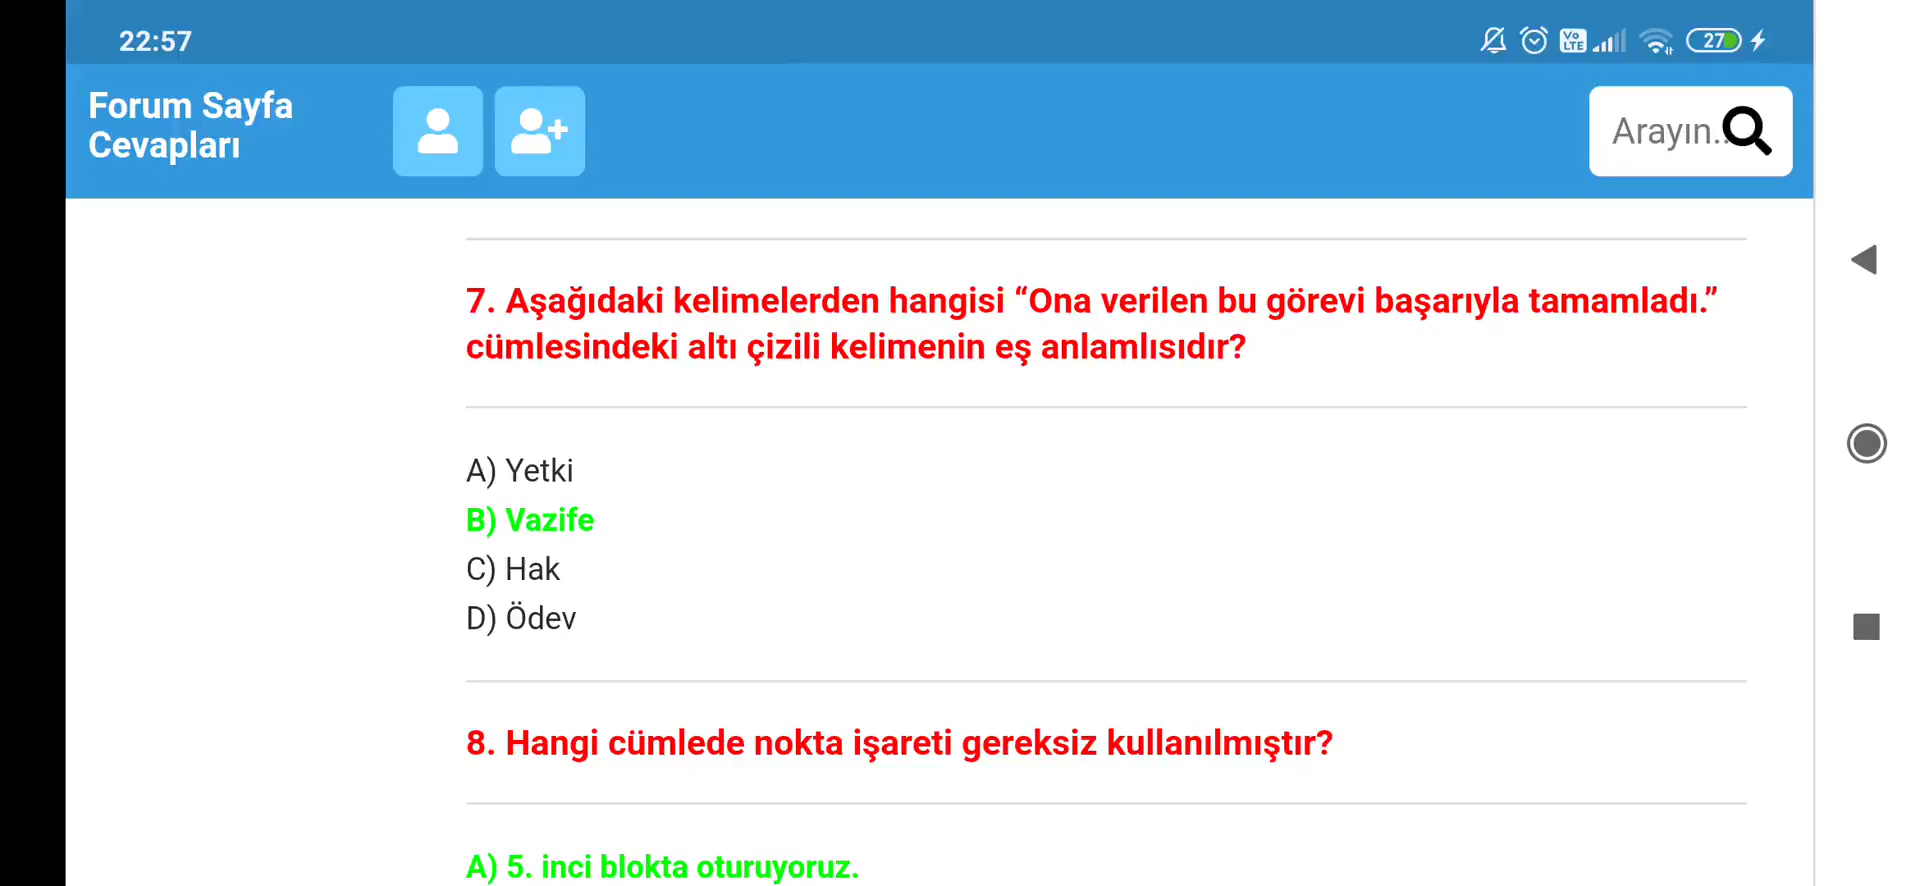 22:57
Vo LTE
27
Forum Sayfa
Cevapları
Arayın..
7. Aşağıdaki kelimelerden hangisi “Ona verilen bu görevi başarıyla tamamladı.”
cümlesindeki altı çizili kelimenin eş anlamlısıdır?
A) Yetki
B) Vazife
C) Hak
D) Ödev
8. Hangi cümlede nokta işareti gereksiz kullanılmıştır?
A) 5. inci blokta oturuyoruz.